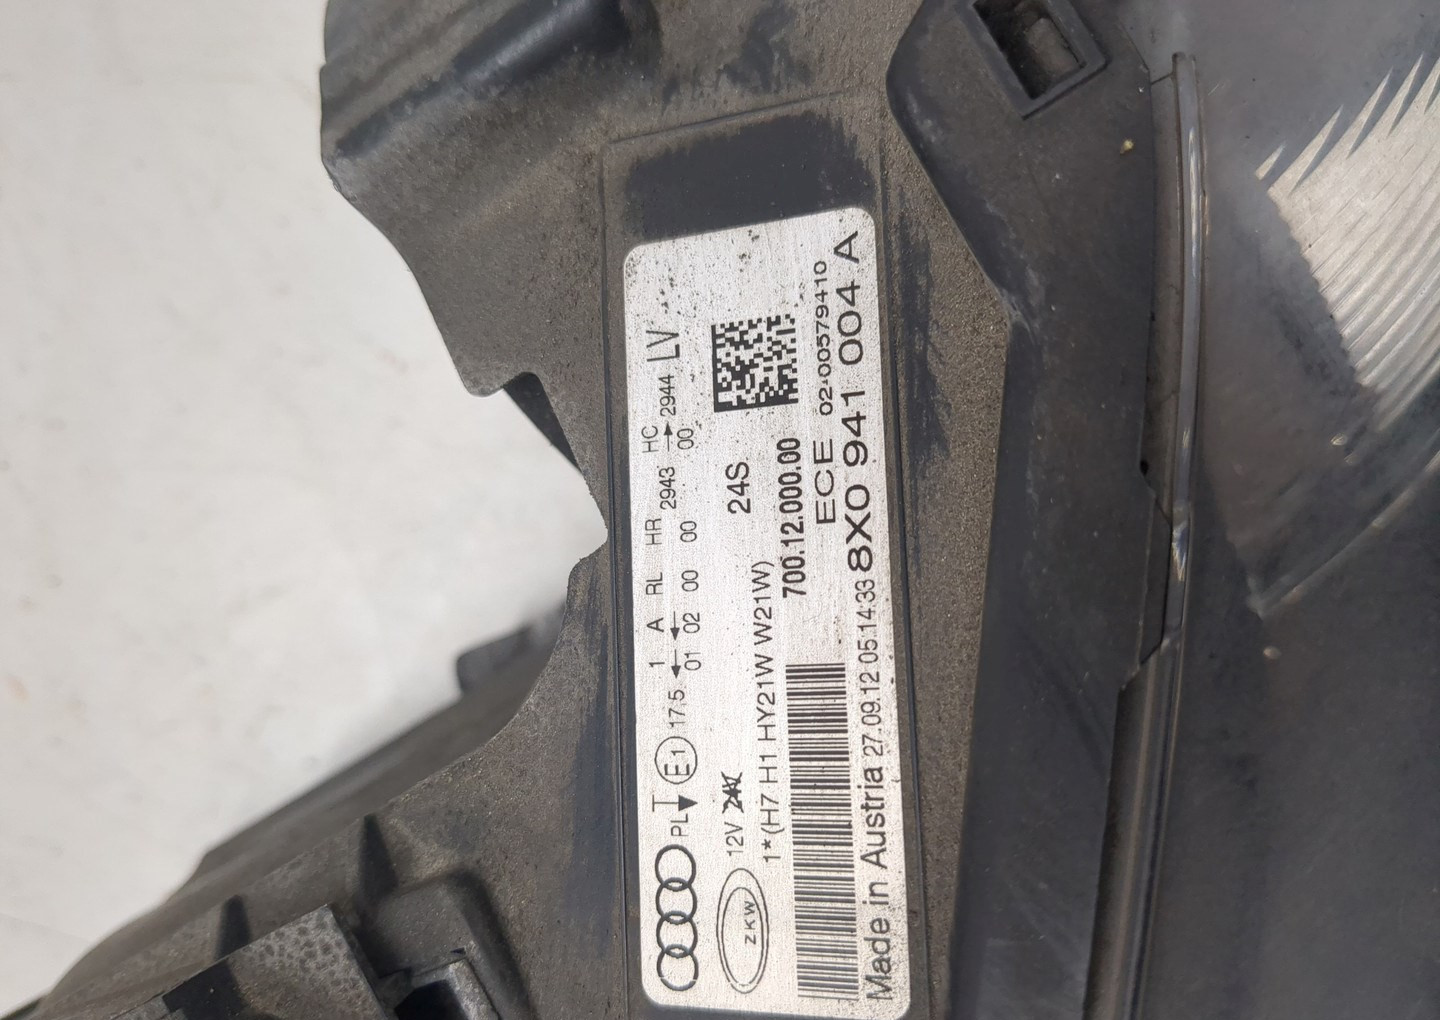 PL E1 17.5 1 A RL HR HC
01 02 00 00 2943 00 → 2944 LV
ZKW 12V 24S
1*(H7 H1 HY21W W21W)
700.12.000.00
ECE 02-00579410
Made in Austria 27.09.12 05:14:33 8X0 941 004 A